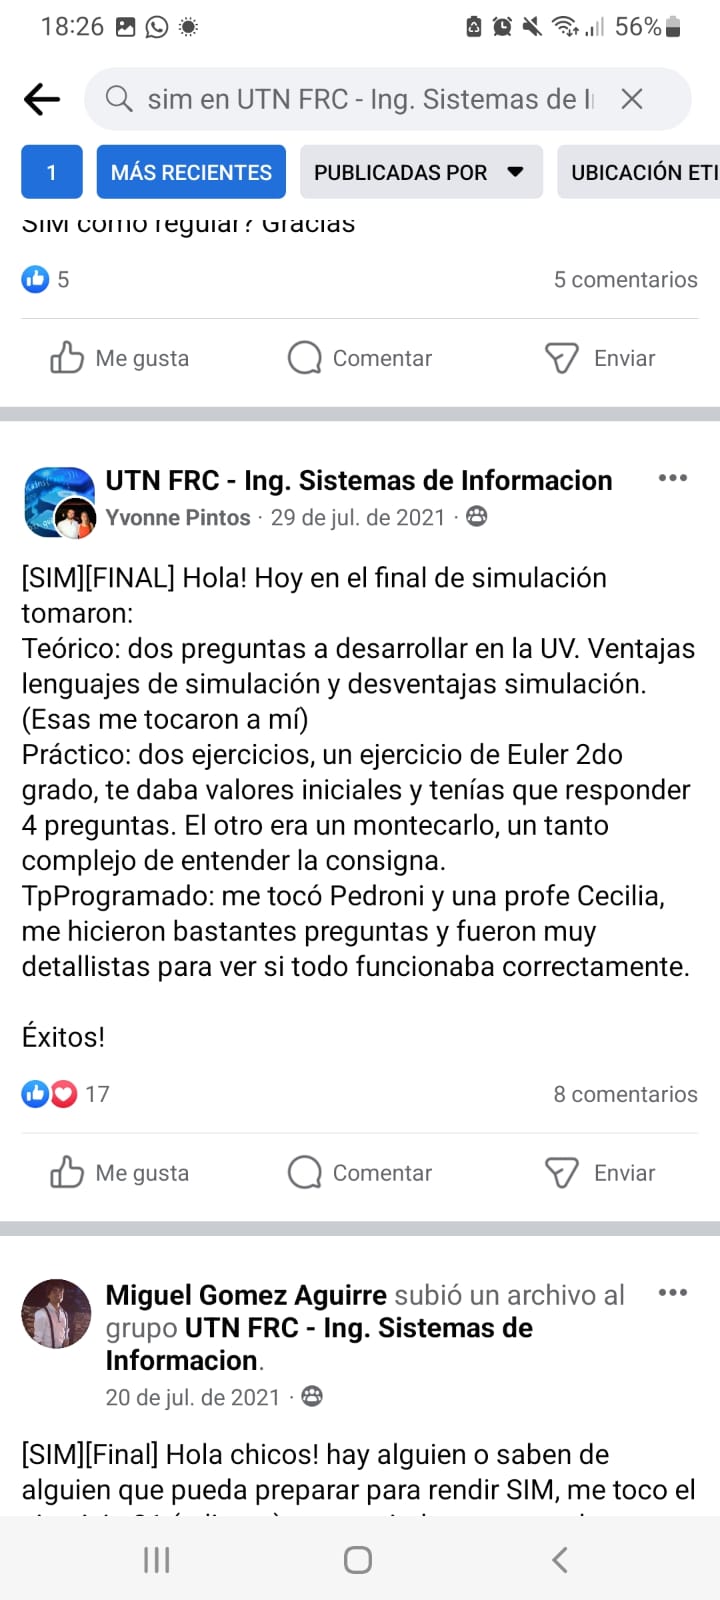 18:26 56%
sim en UTN FRC - Ing. Sistemas de I
1 MÁS RECIENTES PUBLICADAS POR UBICACIÓN ETI
SIM como regular? Gracias
5 5 comentarios
Me gusta Comentar Enviar
UTN FRC - Ing. Sistemas de Informacion
Yvonne Pintos · 29 de jul. de 2021 ·
[SIM][FINAL] Hola! Hoy en el final de simulación
tomaron:
Teórico: dos preguntas a desarrollar en la UV. Ventajas
lenguajes de simulación y desventajas simulación.
(Esas me tocaron a mí)
Práctico: dos ejercicios, un ejercicio de Euler 2do
grado, te daba valores iniciales y tenías que responder
4 preguntas. El otro era un montecarlo, un tanto
complejo de entender la consigna.
TpProgramado: me tocó Pedroni y una profe Cecilia,
me hicieron bastantes preguntas y fueron muy
detallistas para ver si todo funcionaba correctamente.
Éxitos!
17 8 comentarios
Me gusta Comentar Enviar
Miguel Gomez Aguirre subió un archivo al
grupo UTN FRC - Ing. Sistemas de
Informacion.
20 de jul. de 2021 ·
[SIM][Final] Hola chicos! hay alguien o saben de
alguien que pueda preparar para rendir SIM, me toco el